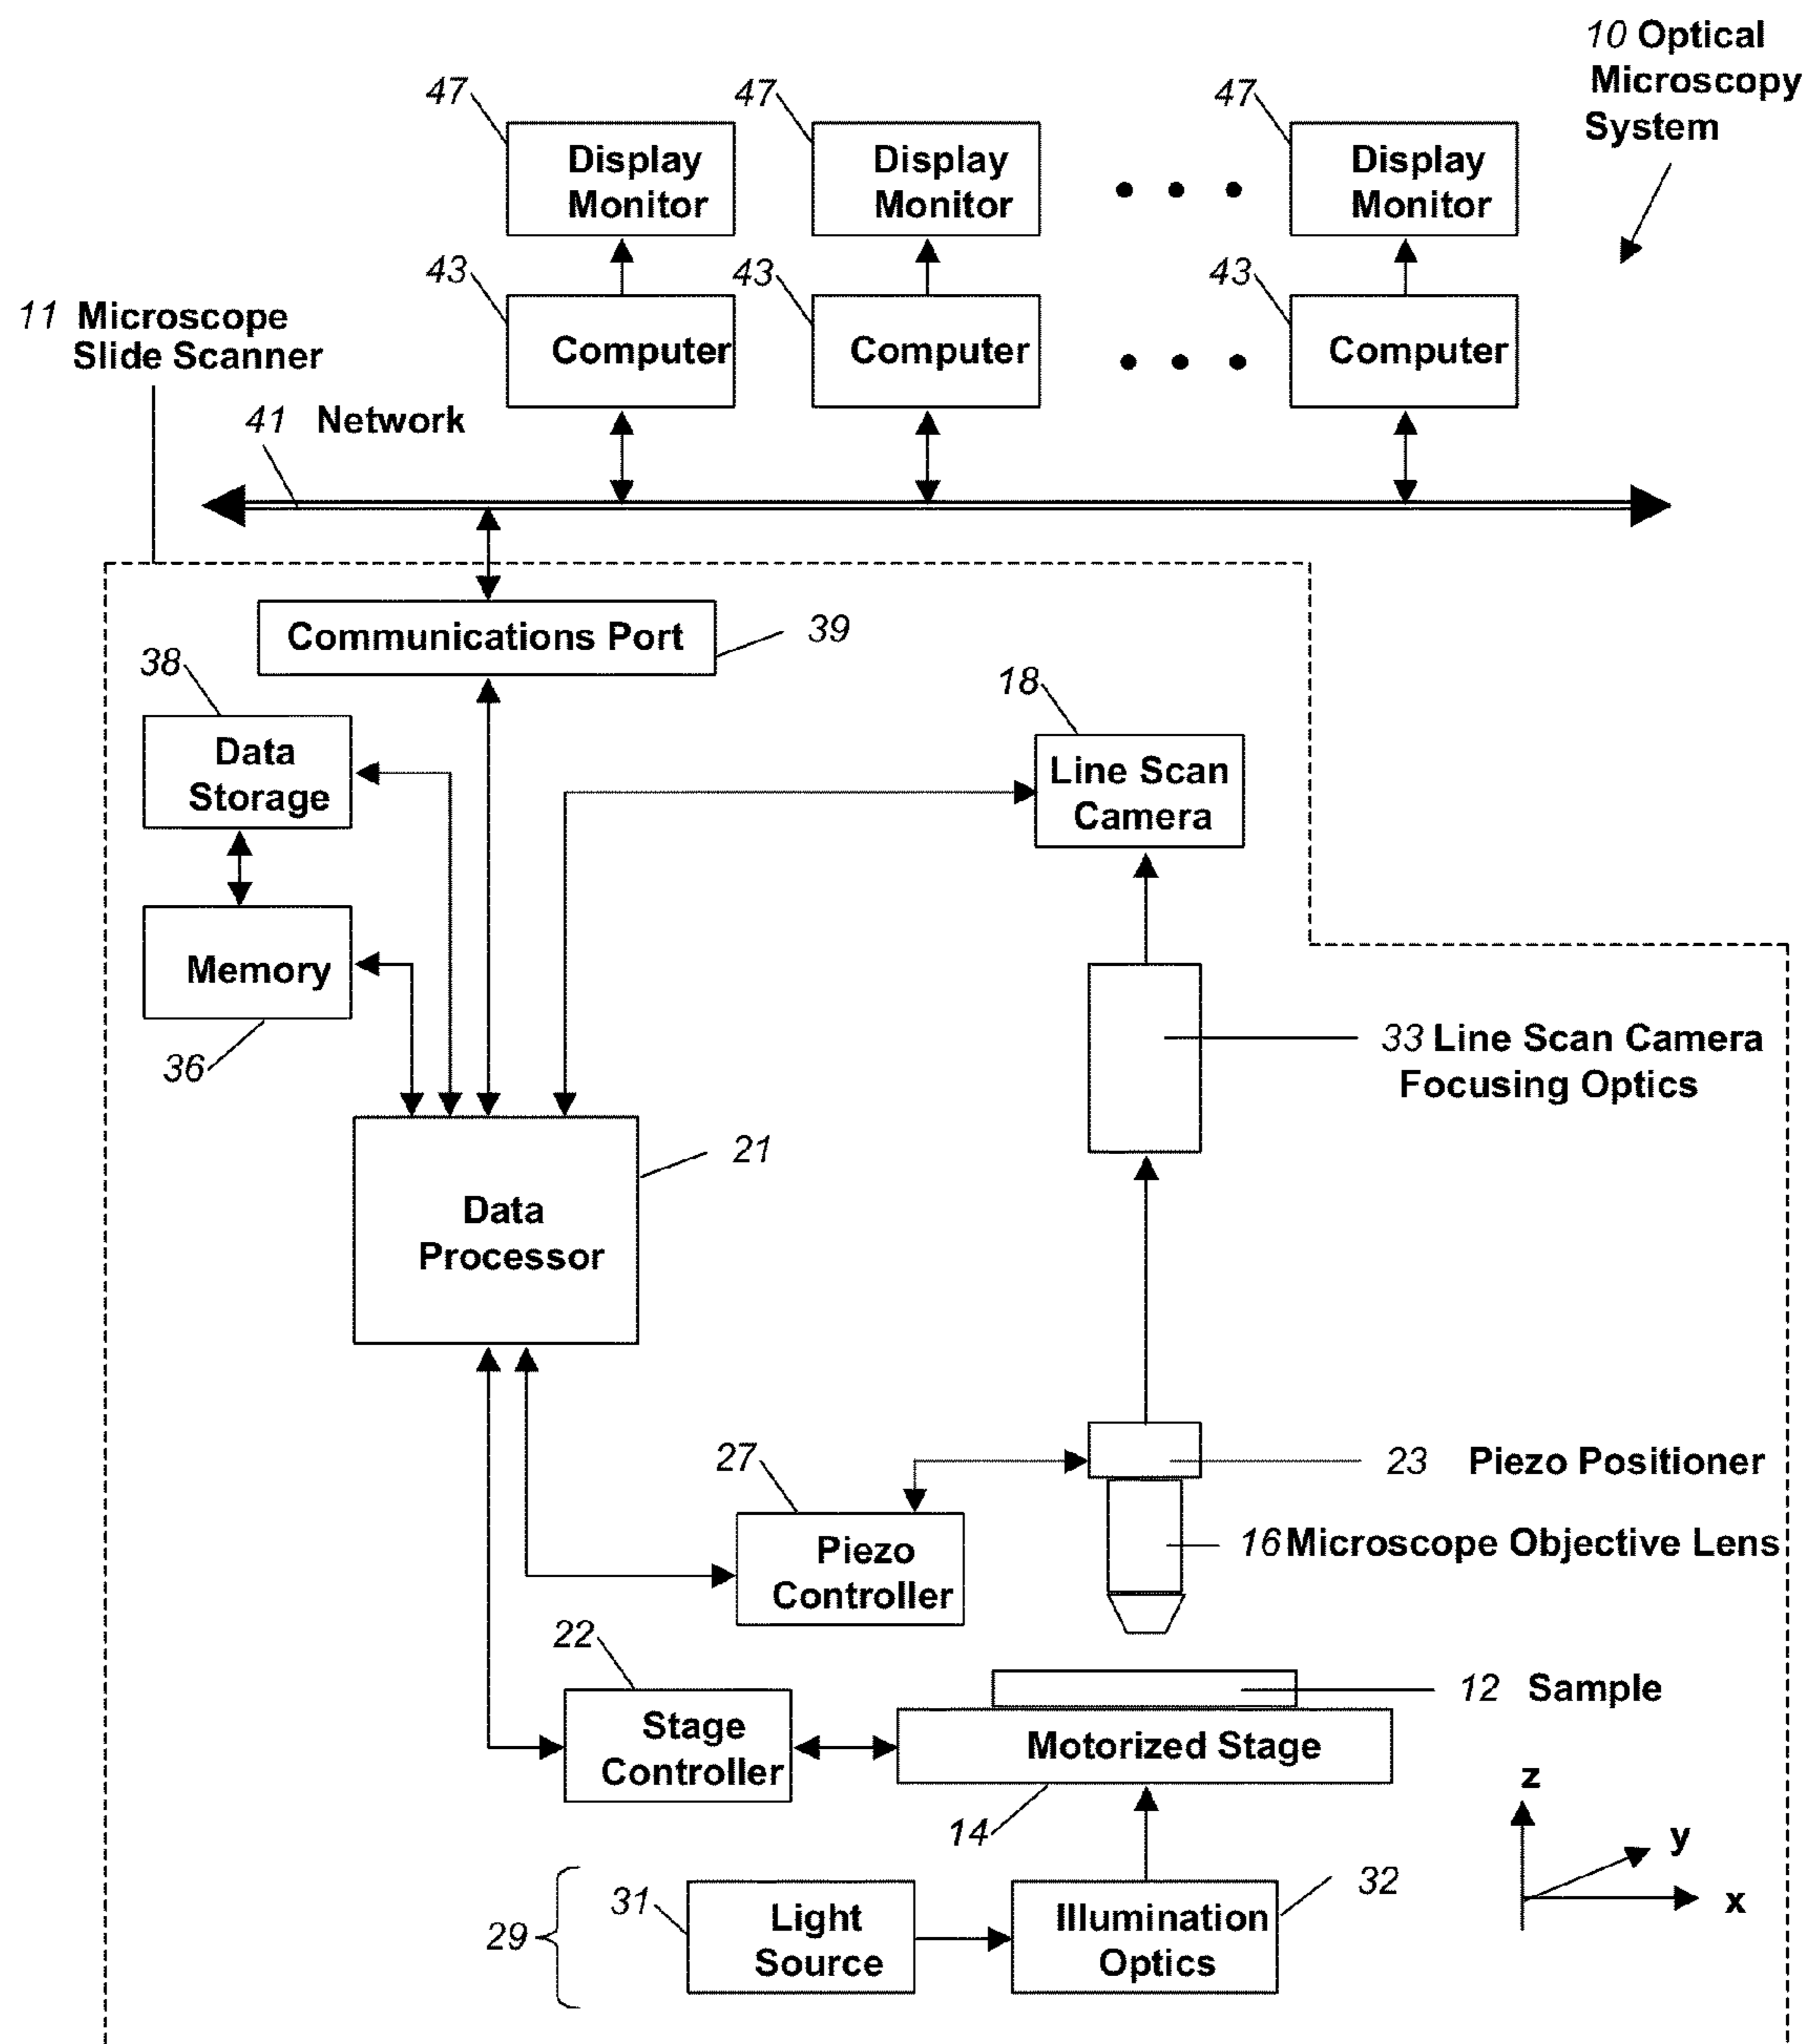 10 Optical
Microscopy
System
47 47 47
Display Monitor
Display Monitor
Display Monitor
43 43 43
Computer Computer Computer
11 Microscope
Slide Scanner
41 Network
Communications Port 39
38
Data
Storage
18
Line Scan
Camera
Memory
36
33 Line Scan Camera
Focusing Optics
21
Data
Processor
27
Piezo
Controller
23 Piezo Positioner
16 Microscope Objective Lens
22
Stage
Controller
12 Sample
Motorized Stage
14
z
y
x
29
31
Light
Source
32
Illumination
Optics